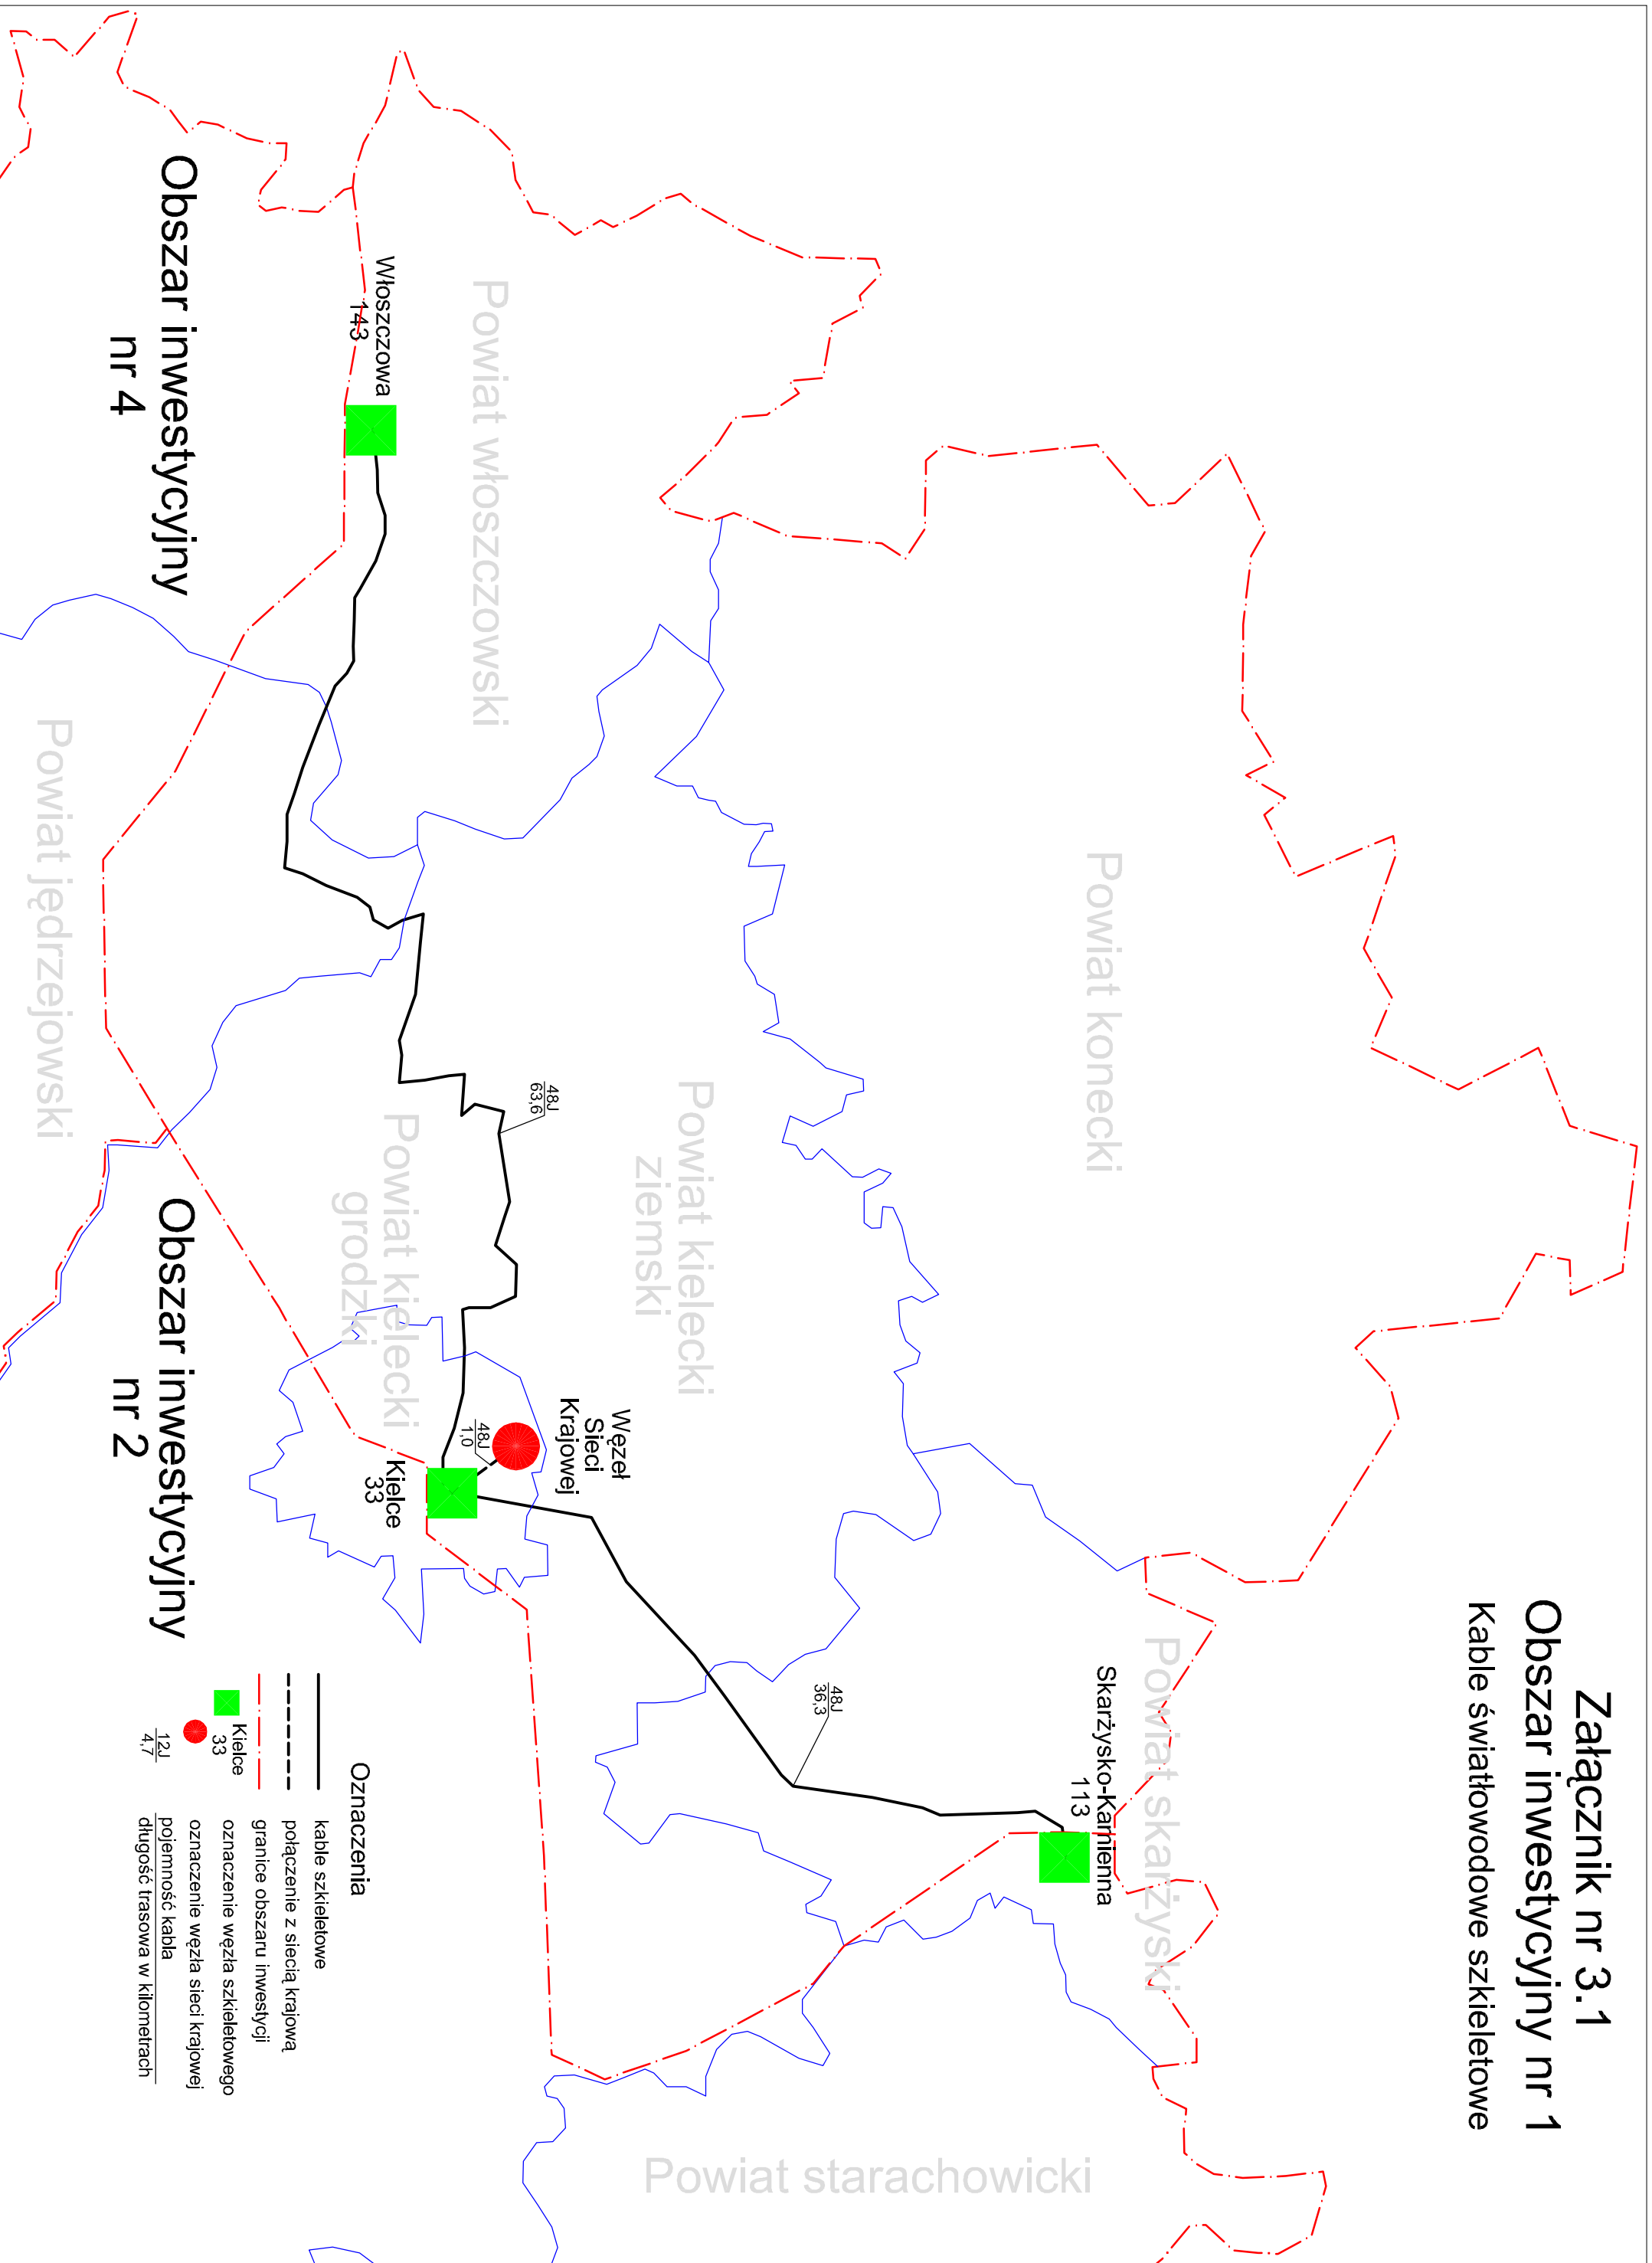 Załącznik nr 3.1
Obszar inwestycyjny nr 1
Kable światłowodowe szkieletowe
Powiat konecki
Powiat skarżyski
Skarżysko-Kamienna
113
48J
36,3
Powiat starachowicki
Powiat włoszczowski
Powiat kielecki
ziemski
Węzeł
Sieci
Krajowej
48J
63,6
48J
1,0
Włoszczowa
143
Powiat kielecki
grodzki
Kielce
33
Obszar inwestycyjny
nr 4
Obszar inwestycyjny
nr 2
Powiat jędrzejowski
Oznaczenia
kable szkieletowe
połączenie z siecią krajową
granice obszaru inwestycji
Kielce
33
oznaczenie węzła szkieletowego
oznaczenie węzła sieci krajowej
12J
4,7
pojemność kabla
długość trasowa w kilometrach